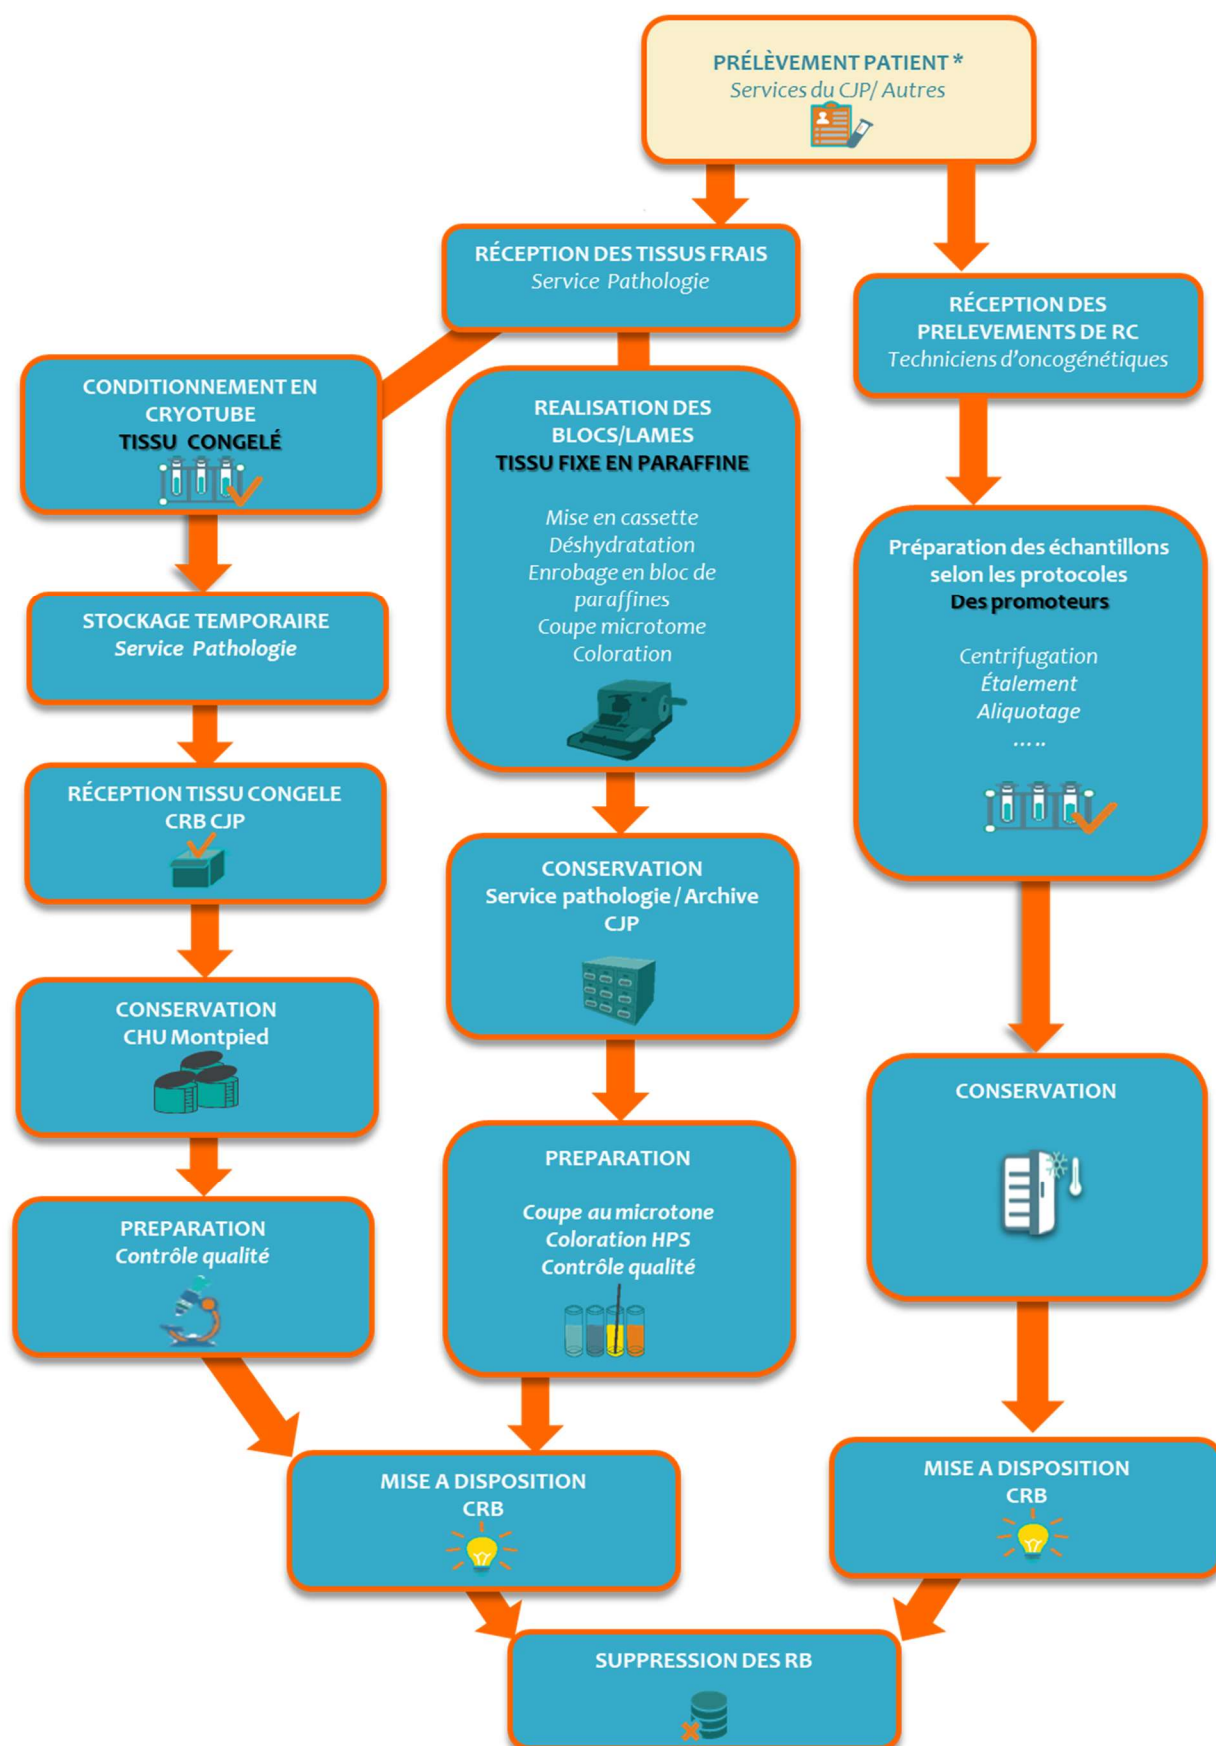 PRÉLÈVEMENT PATIENT *
Services du CJP/ Autres
RÉCEPTION DES TISSUS FRAIS
Service Pathologie
RÉCEPTION DES
PRELEVEMENTS DE RC
Techniciens d'oncogénétiques
CONDITIONNEMENT EN
CRYOTUBE
TISSU CONGELÉ
REALISATION DES
BLOCS/LAMES
TISSU FIXE EN PARAFFINE
Mise en cassette
Déshydratation
Enrobage en bloc de
paraffines
Coupe microtome
Coloration
Préparation des échantillons
selon les protocoles
Des promoteurs
Centrifugation
Étalement
Aliquotage
... ..
STOCKAGE TEMPORAIRE
Service Pathologie
RÉCEPTION TISSU CONGELE
CRB CJP
CONSERVATION
Service pathologie / Archive
CJP
CONSERVATION
CHU Montpied
CONSERVATION
PREPARATION
Coupe au microtone
Coloration HPS
Contrôle qualité
PREPARATION
Contrôle qualité
MISE A DISPOSITION
CRB
MISE A DISPOSITION
CRB
SUPPRESSION DES RB